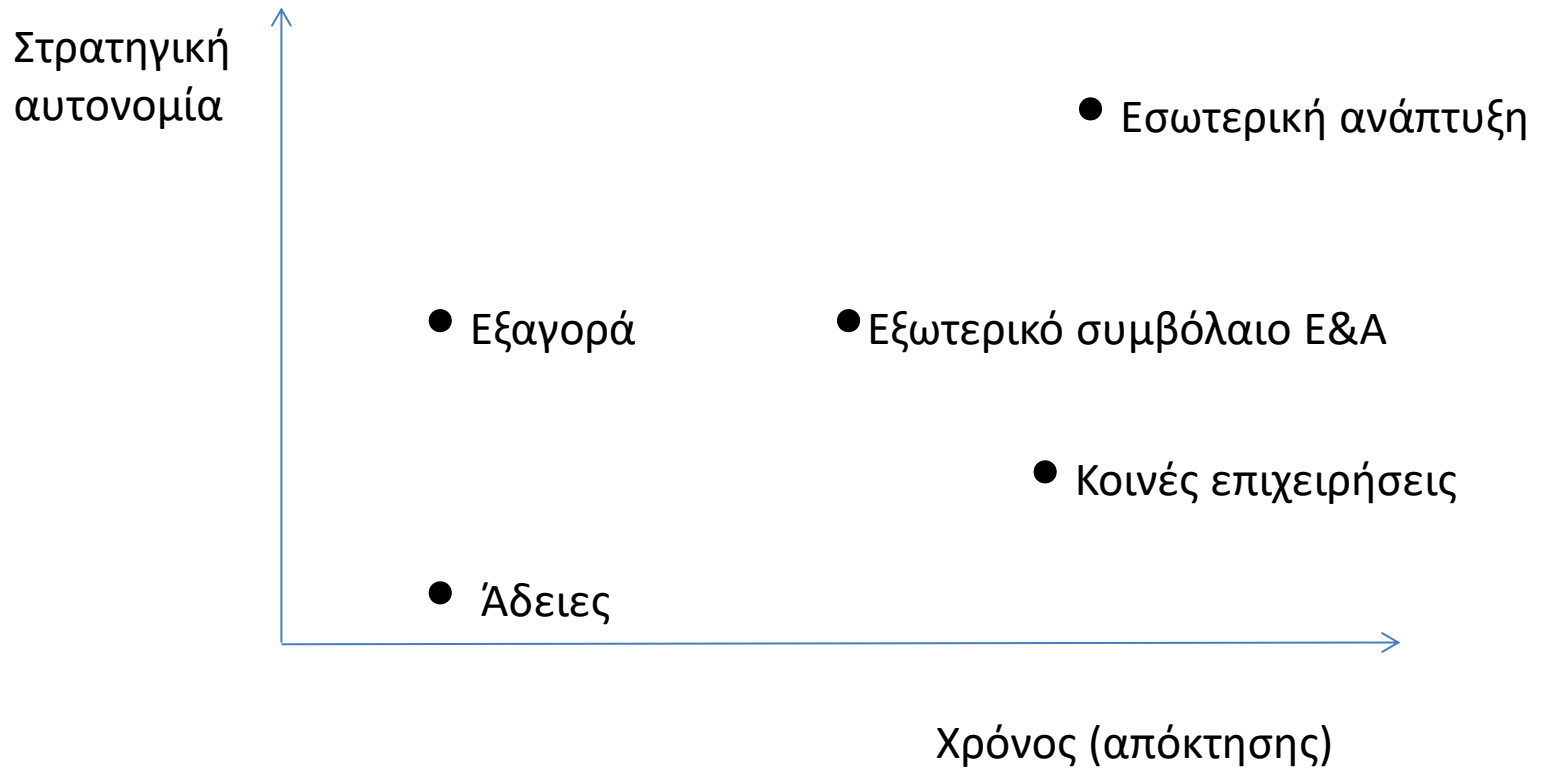 Στρατηγική
αυτονομία
Εσωτερική ανάπτυξη
Εξαγορά
Εξωτερικό συμβόλαιο Ε&Α
Κοινές επιχειρήσεις
Άδειες
Χρόνος (απόκτησης)